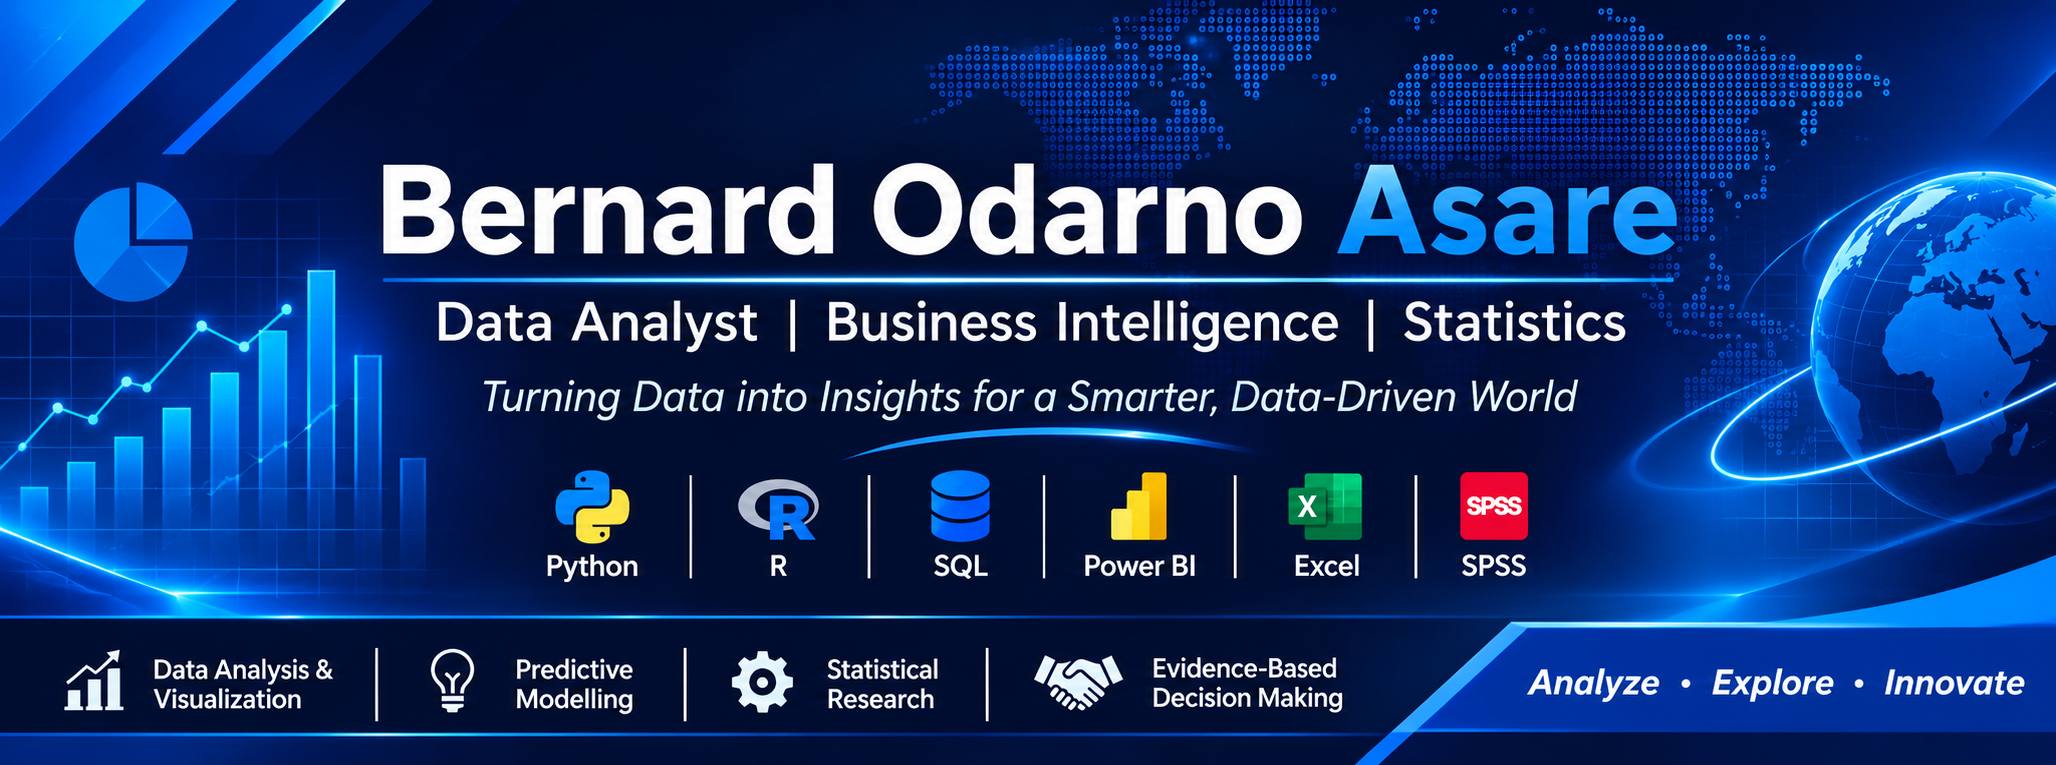 Bernard Odarno Asare
Data Analyst | Business Intelligence | Statistics
Turning Data into Insights for a Smarter, Data-Driven World
X
SPSS
Python
R
SQL
Power BI
Excel
SPSS
Data Analysis &
Visualization
Predictive
Modelling
Statistical
Research
Evidence-Based
Decision Making
Analyze • Explore • Innovate